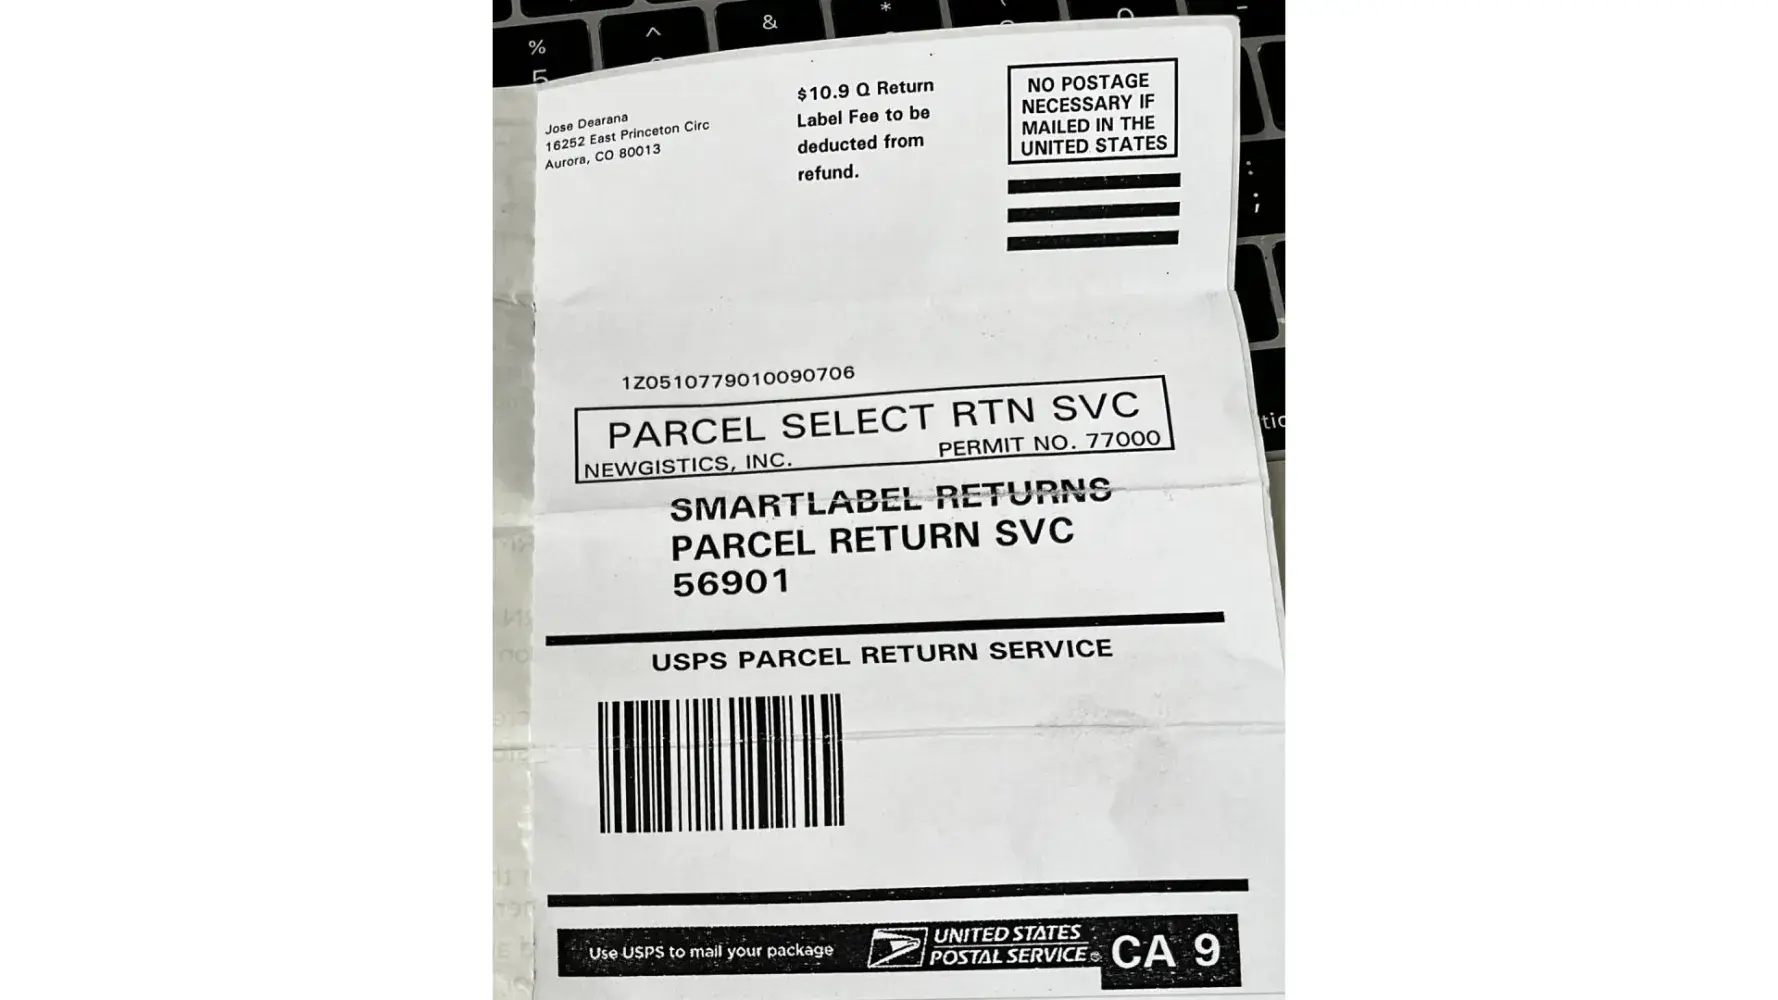 %
^
&
*
5
Jose Dearana
16252 East Princeton Circ
Aurora, CO 80013
$10.9 Q Return
Label Fee to be
deducted from
refund.
NO POSTAGE
NECESSARY IF
MAILED IN THE
UNITED STATES
:
;
1Z0510779010090706
PARCEL SELECT RTN SVC
NEWGISTICS, INC.
PERMIT NO. 77000
SMARTLABEL RETURNS
PARCEL RETURN SVC
56901
USPS PARCEL RETURN SERVICE
Use USPS to mail your package
UNITED STATES
POSTAL SERVICE®
CA 9